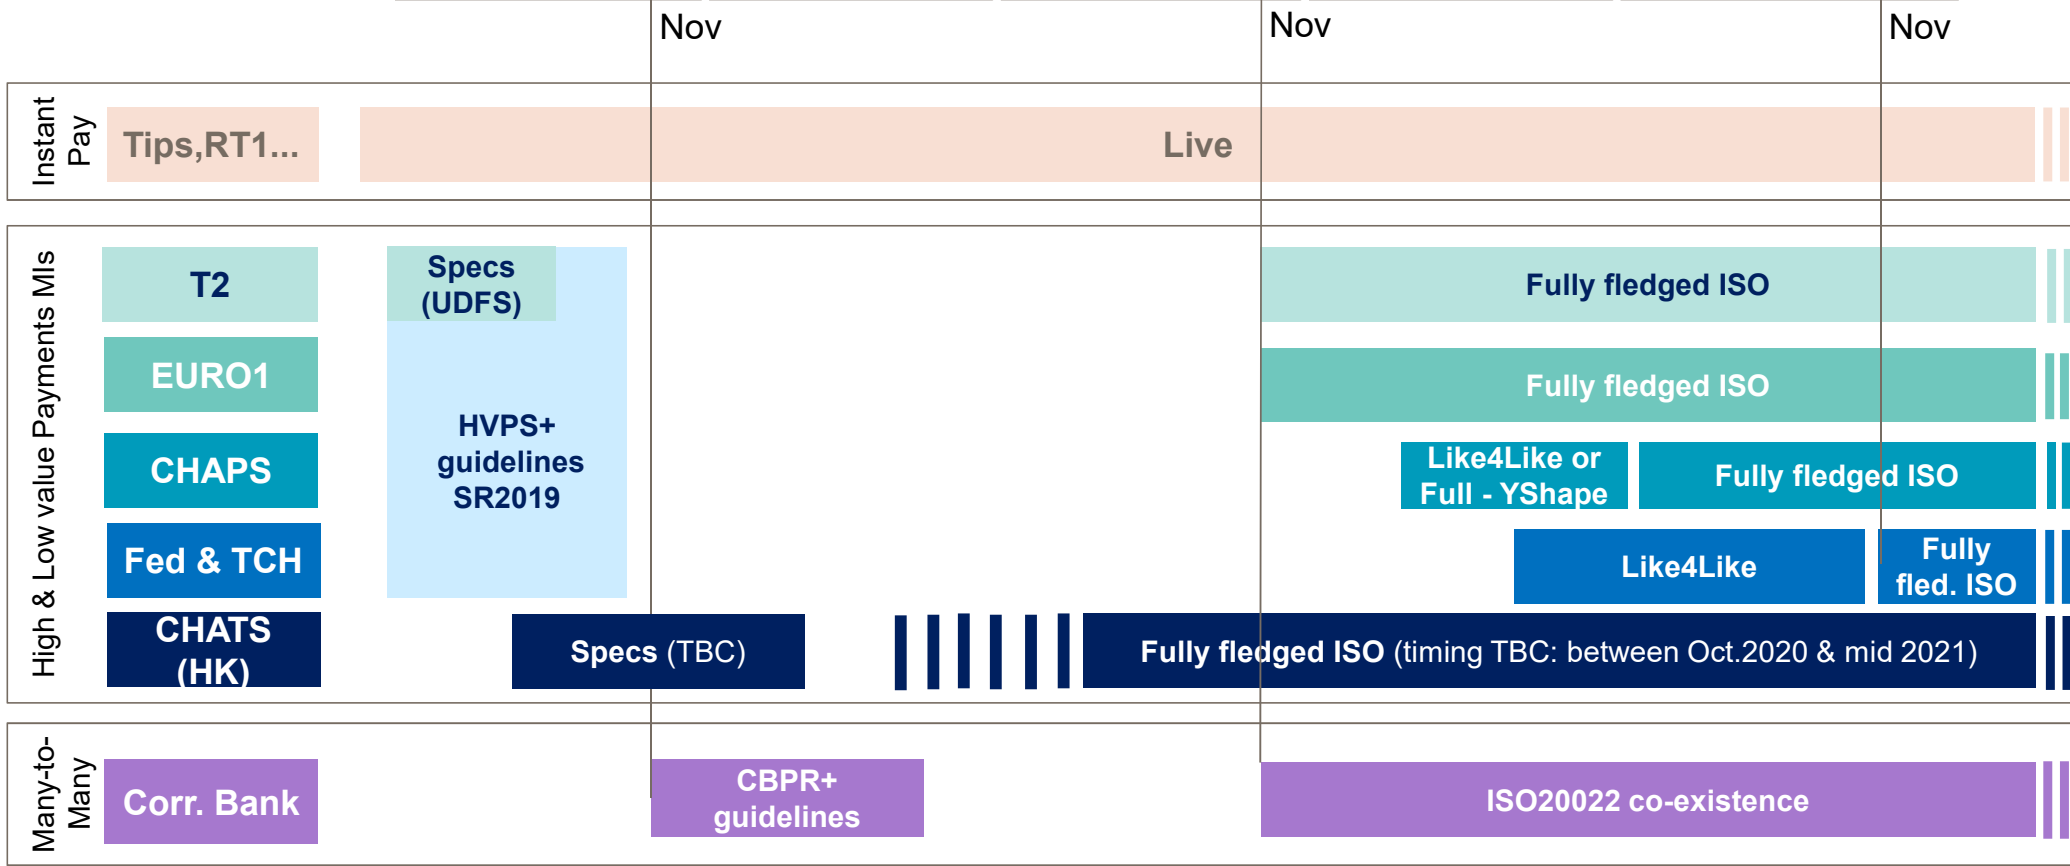 Nov
Nov
Nov
Instant
Pay
Tips,RT1...
Live
High & Low value Payments MIs
T2
Specs
(UDFS)
Fully fledged ISO
EURO1
Fully fledged ISO
HVPS+
guidelines
SR2019
CHAPS
Like4Like or
Full - YShape
Fully fledged ISO
Fed & TCH
Like4Like
Fully
fled. ISO
CHATS
(HK)
Specs (TBC)
Fully fledged ISO (timing TBC: between Oct.2020 & mid 2021)
Many-to-
Many
Corr. Bank
CBPR+
guidelines
ISO20022 co-existence